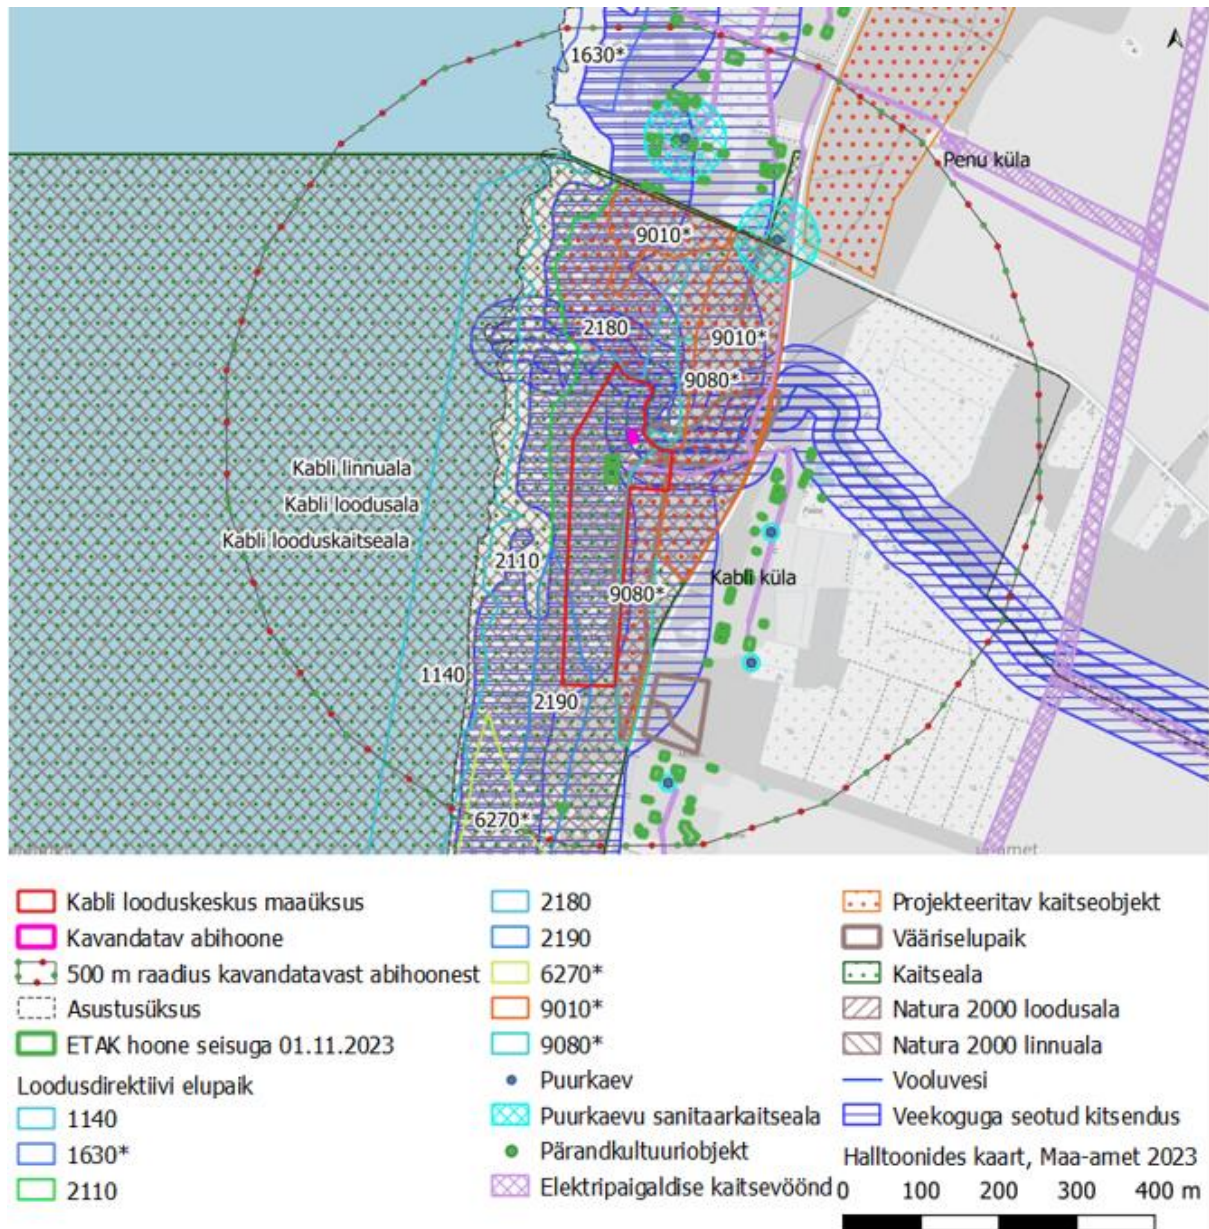 1630*
Penu küla
9010*
2180
9010*
9080*
Kabli linnuala
Kabli loodusala
Kabli looduskaitseala
2110
Kabli küla
9080*
1140
2190
6270*
Kabli looduskeskus maaüksus
Kavandatav abihoone
500 m raadius kavandatavast abihoonest
Asustusüksus
ETAK hoone seisuga 01.11.2023
Loodusdirektiivi elupaik
1140
1630*
2110
2180
2190
6270*
9010*
9080*
Puurkaev
Puurkaevu sanitaarkaitseala
Pärandkultuuriobjekt
Elektripaigaldise kaitsevöönd
Projekteeritav kaitseobjekt
Vääriselupaik
Kaitseala
Natura 2000 loodusala
Natura 2000 linnuala
Vooluvesi
Veekoguga seotud kitsendus
Halltoonides kaart, Maa-amet 2023
0 100 200 300 400 m